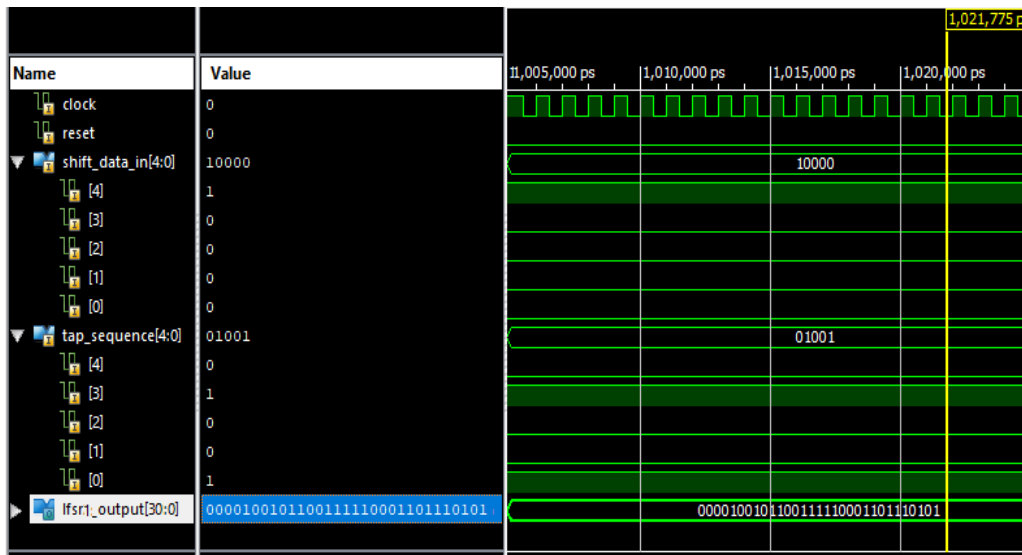 1,021,775 p
Name Value 11,005,000 ps 1,010,000 ps 1,015,000 ps 1,020,000 ps
clock 0
reset 0
shift_data_in[4:0] 10000 10000
[4] 1
[3] 0
[2] 0
[1] 0
[0] 0
tap_sequence[4:0] 01001 01001
[4] 0
[3] 1
[2] 0
[1] 0
[0] 1
lfsr1_output[30:0] 0000100101100111110001101110101 0000100101100111110001101110101